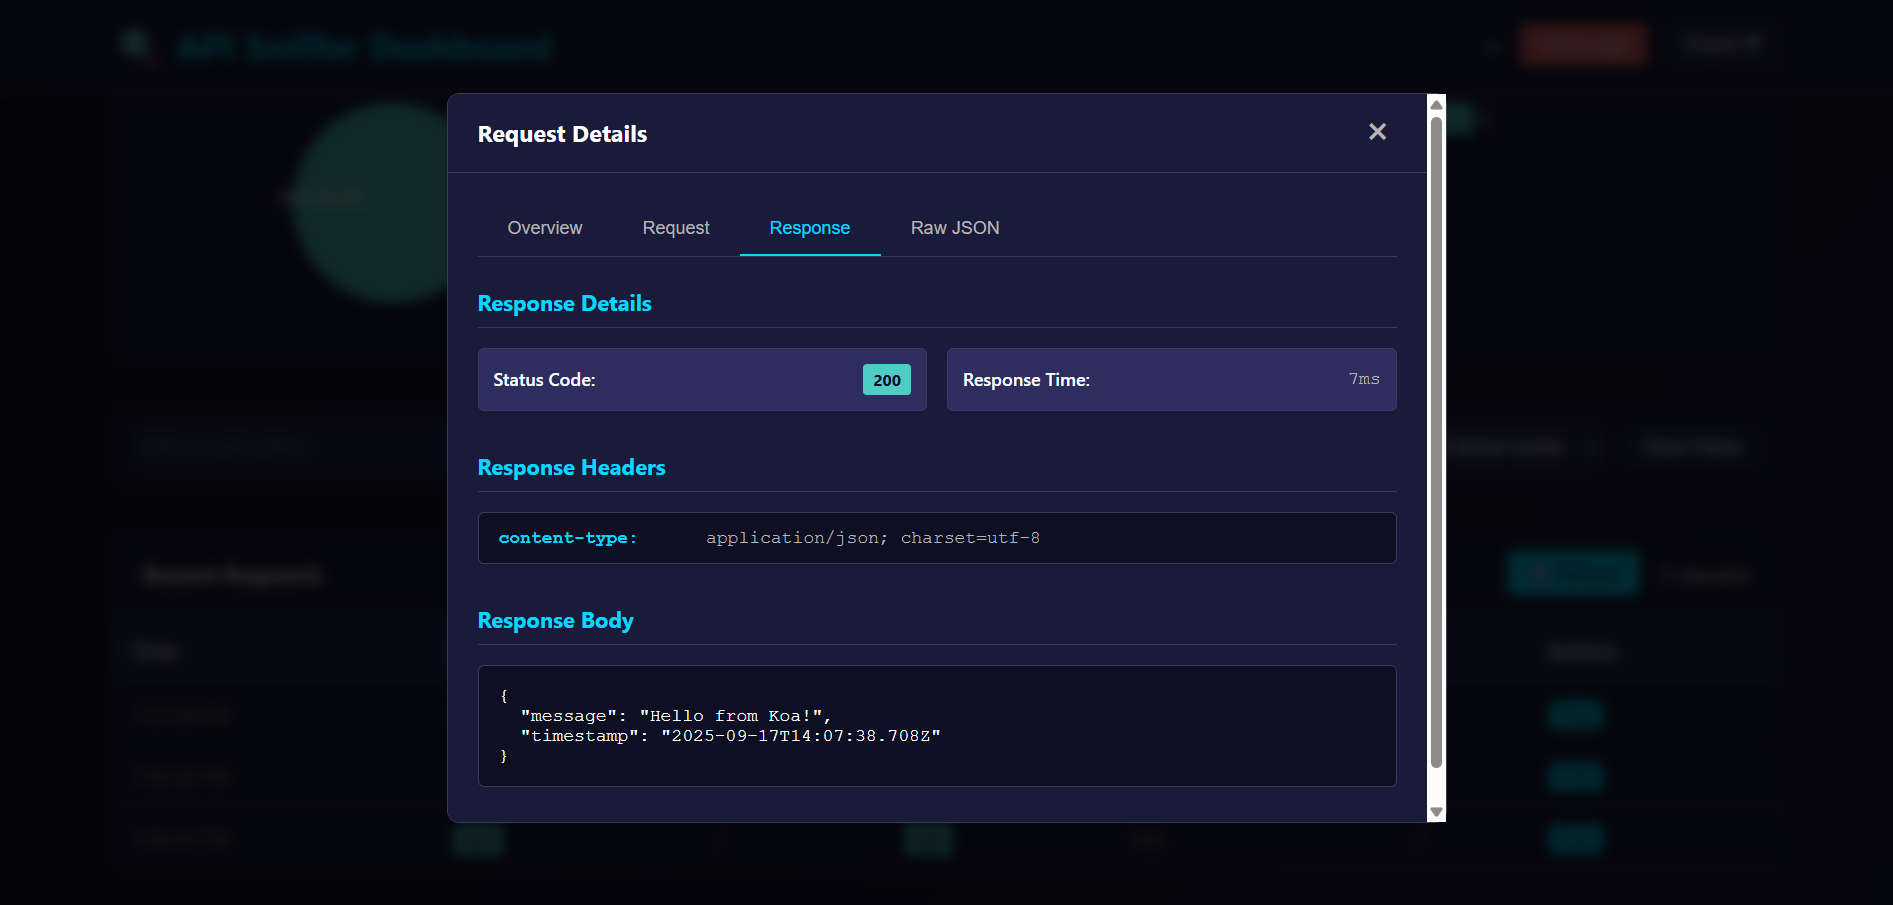 API Sniffer Dashboard
Request Details
Overview Request Response Raw JSON
Response Details
Status Code: 200 Response Time: 7ms
Response Headers
content-type: application/json; charset=utf-8
Response Body
{
"message": "Hello from Koa!",
"timestamp": "2025-09-17T14:07:38.708Z"
}
Recent Requests